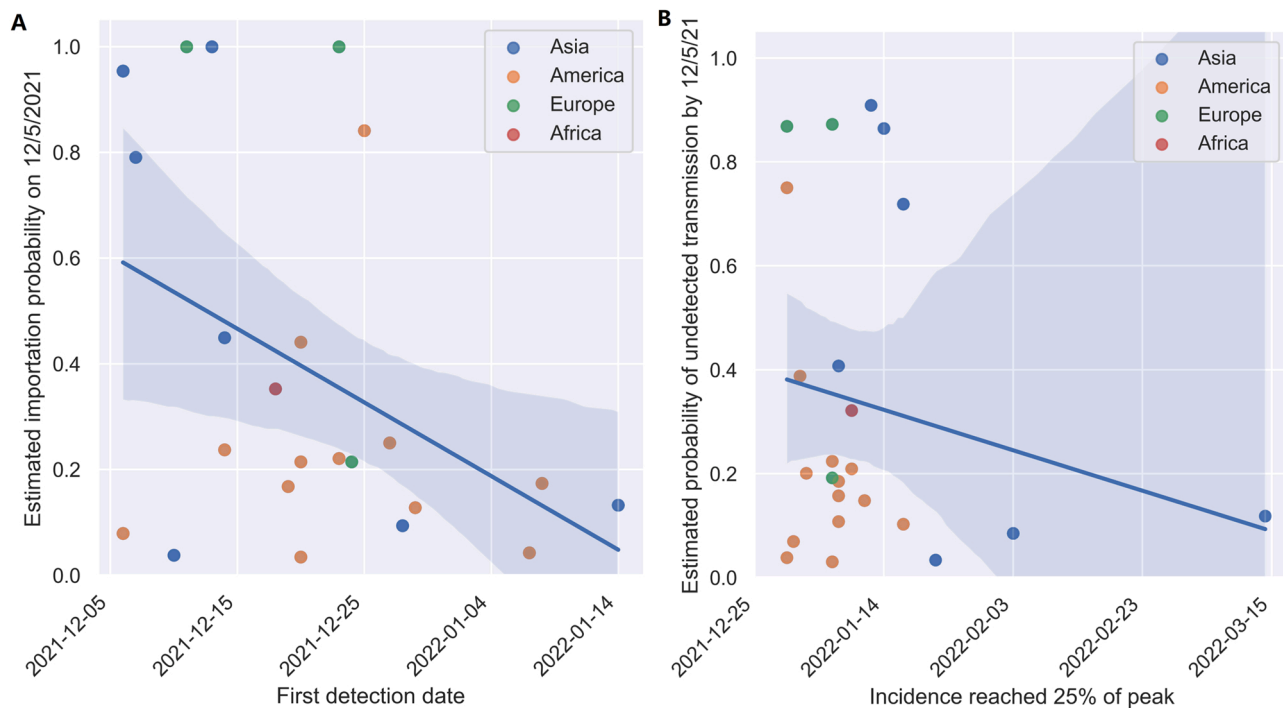 A
Estimated importation probability on 12/5/2021
1.0
0.8
0.6
0.4
0.2
0.0
Asia
America
Europe
Africa
2021-12-05
2021-12-15
2021-12-25
2022-01-04
2022-01-14
First detection date
B
Estimated probability of undetected transmission by 12/5/21
1.0
0.8
0.6
0.4
0.2
0.0
Asia
America
Europe
Africa
2021-12-25
2022-01-14
2022-02-03
2022-02-23
2022-03-15
Incidence reached 25% of peak